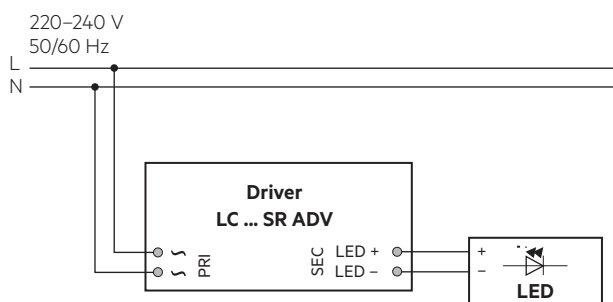 220–240 V
50/60 Hz
L
N
Driver
LC ... SR ADV
~ PRI SEC LED + +
~ LED – –
LED